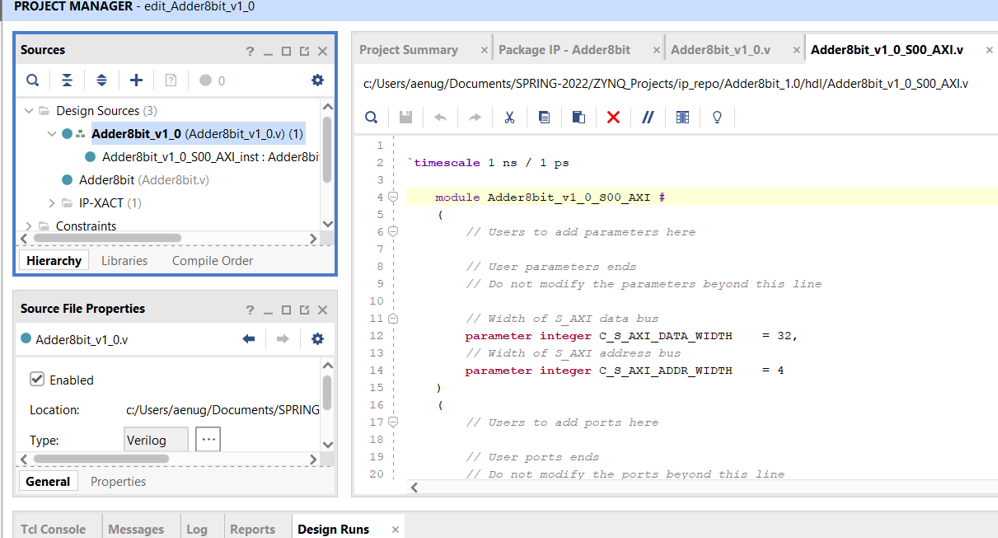 PROJECT MANAGER - edit_Adder8bit_v1_0
Sources
0
Design Sources (3)
Adder8bit_v1_0 (Adder8bit_v1_0.v) (1)
Adder8bit_v1_0_S00_AXI_inst : Adder8bi
Adder8bit (Adder8bit.v)
IP-XACT (1)
Constraints
Hierarchy Libraries Compile Order
Source File Properties
Adder8bit_v1_0.v
Enabled
Location: c:/Users/aenug/Documents/SPRING
Type: Verilog ...
General Properties
Project Summary × Package IP - Adder8bit × Adder8bit_v1_0.v × Adder8bit_v1_0_S00_AXI.v ×
c:/Users/aenug/Documents/SPRING-2022/ZYNQ_Projects/ip_repo/Adder8bit_1.0/hdl/Adder8bit_v1_0_S00_AXI.v
1
2 `timescale 1 ns / 1 ps
3
4 module Adder8bit_v1_0_S00_AXI #
5 (
6 // Users to add parameters here
7
8 // User parameters ends
9 // Do not modify the parameters beyond this line
10
11 // Width of S_AXI data bus
12 parameter integer C_S_AXI_DATA_WIDTH = 32,
13 // Width of S_AXI address bus
14 parameter integer C_S_AXI_ADDR_WIDTH = 4
15 )
16 (
17 // Users to add ports here
18
19 // User ports ends
20 // Do not modify the ports beyond this line
Tcl Console Messages Log Reports Design Runs ×